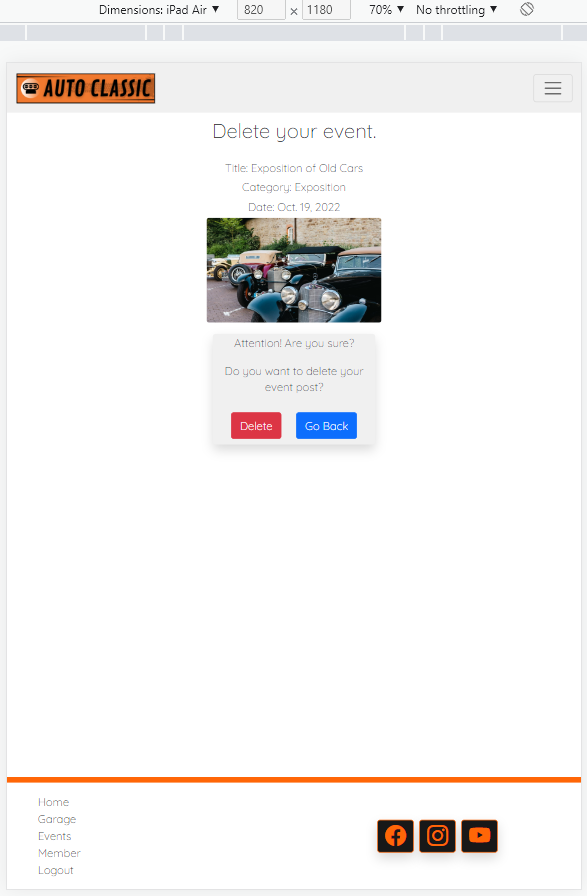 Dimensions: iPad Air ▼ 820 × 1180 70% ▼ No throttling ▼
AUTO CLASSIC
Delete your event.
Title: Exposition of Old Cars
Category: Exposition
Date: Oct. 19, 2022
Attention! Are you sure?
Do you want to delete your
event post?
Delete Go Back
Home
Garage
Events
Member
Logout